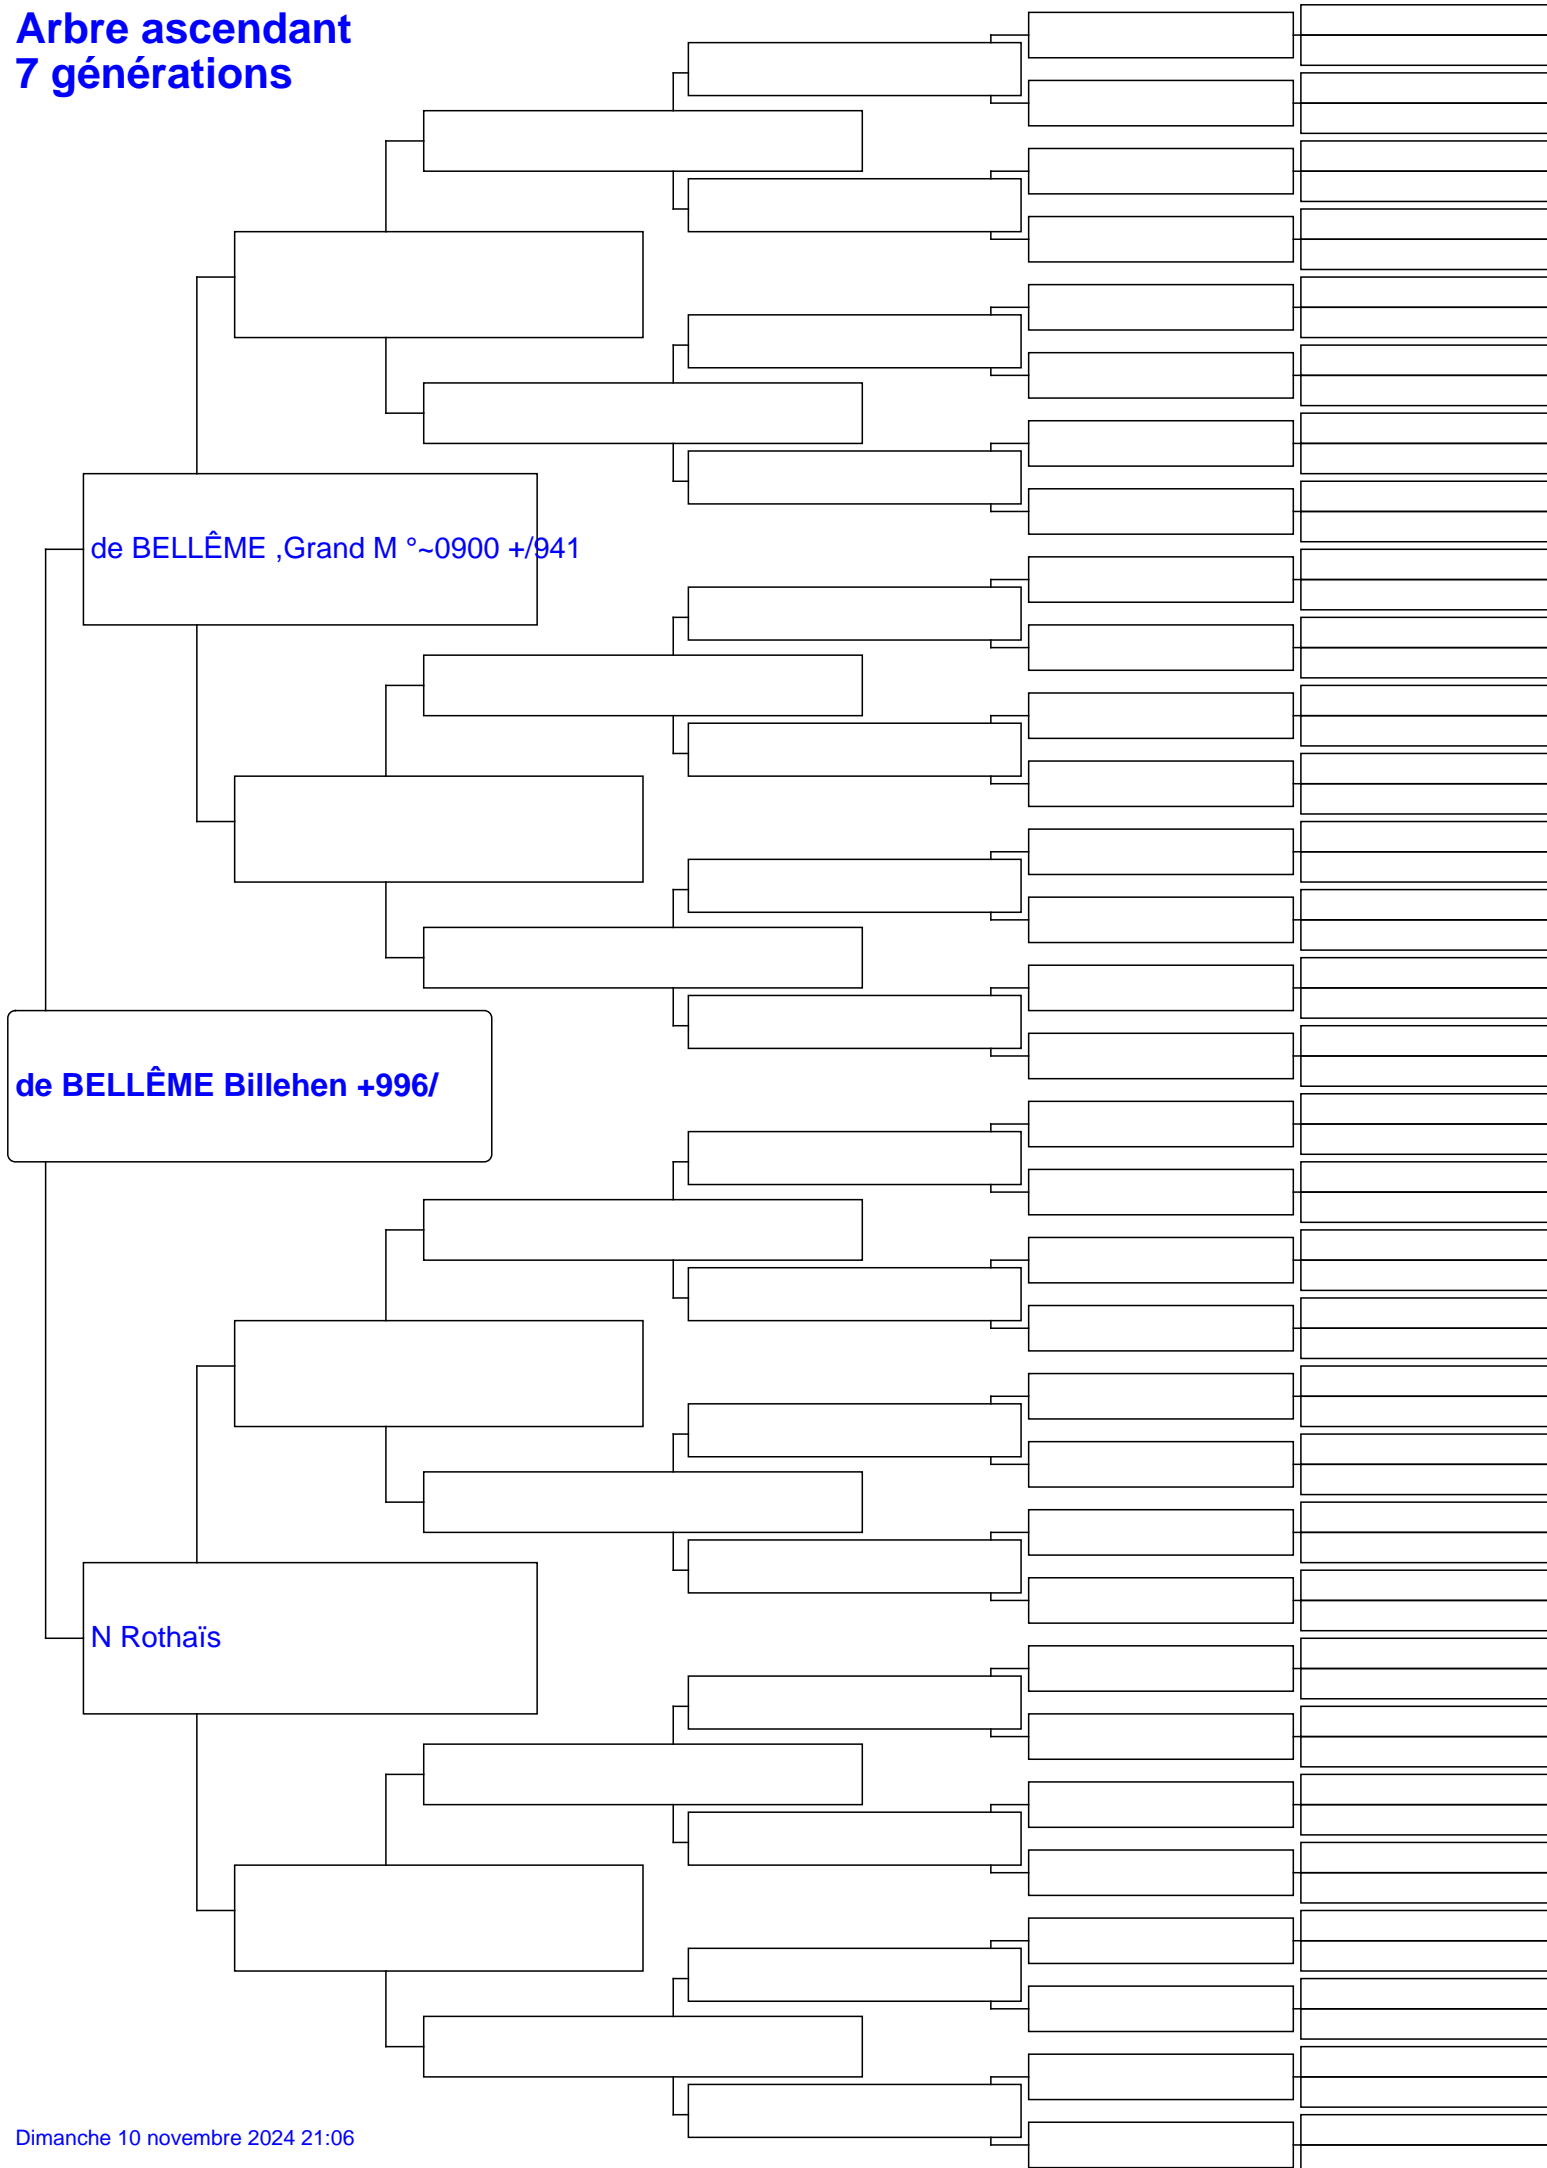 Arbre ascendant
7 générations
de BELLÊME ,Grand M °~0900 +/941
de BELLÊME Billehen +996/
N Rothaïs
Dimanche 10 novembre 2024 21:06